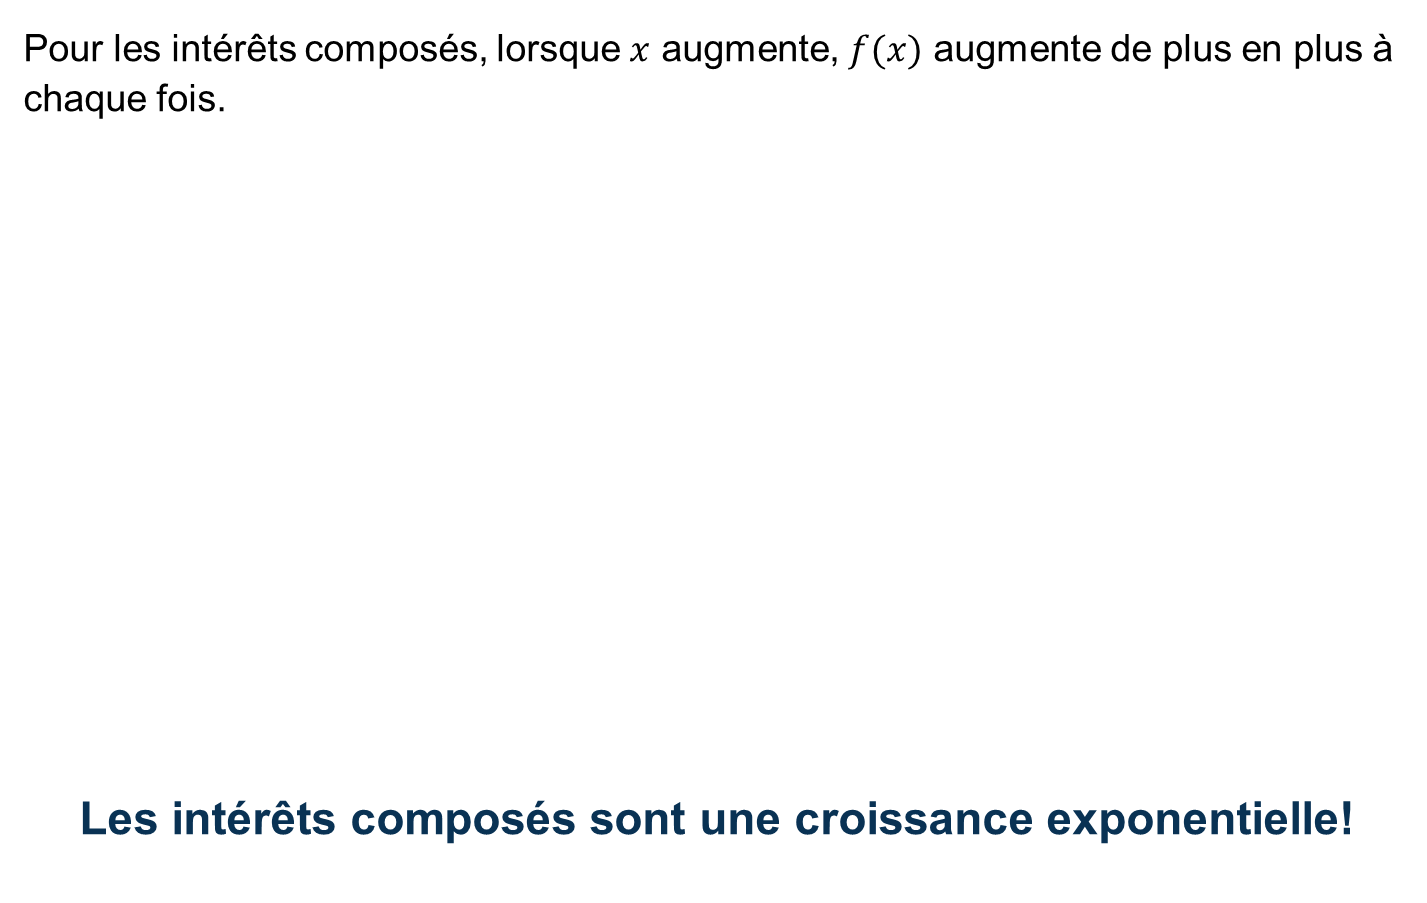 Pour les intérêts composés, lorsque 𝑥 augmente, 𝑓(𝑥) augmente de plus en plus à
chaque fois.
Les intérêts composés sont une croissance exponentielle!